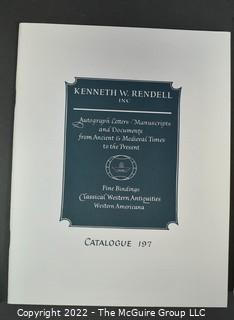 KENNETH W. RENDELL
INC
Autograph Letters, Manuscripts
and Documents
from Ancient & Medieval Times
to the Present
Fine Bindings
Classical Western Antiquities
Western Americana
CATALOGUE 197
Copyright 2022 - The McGuire Group LLC